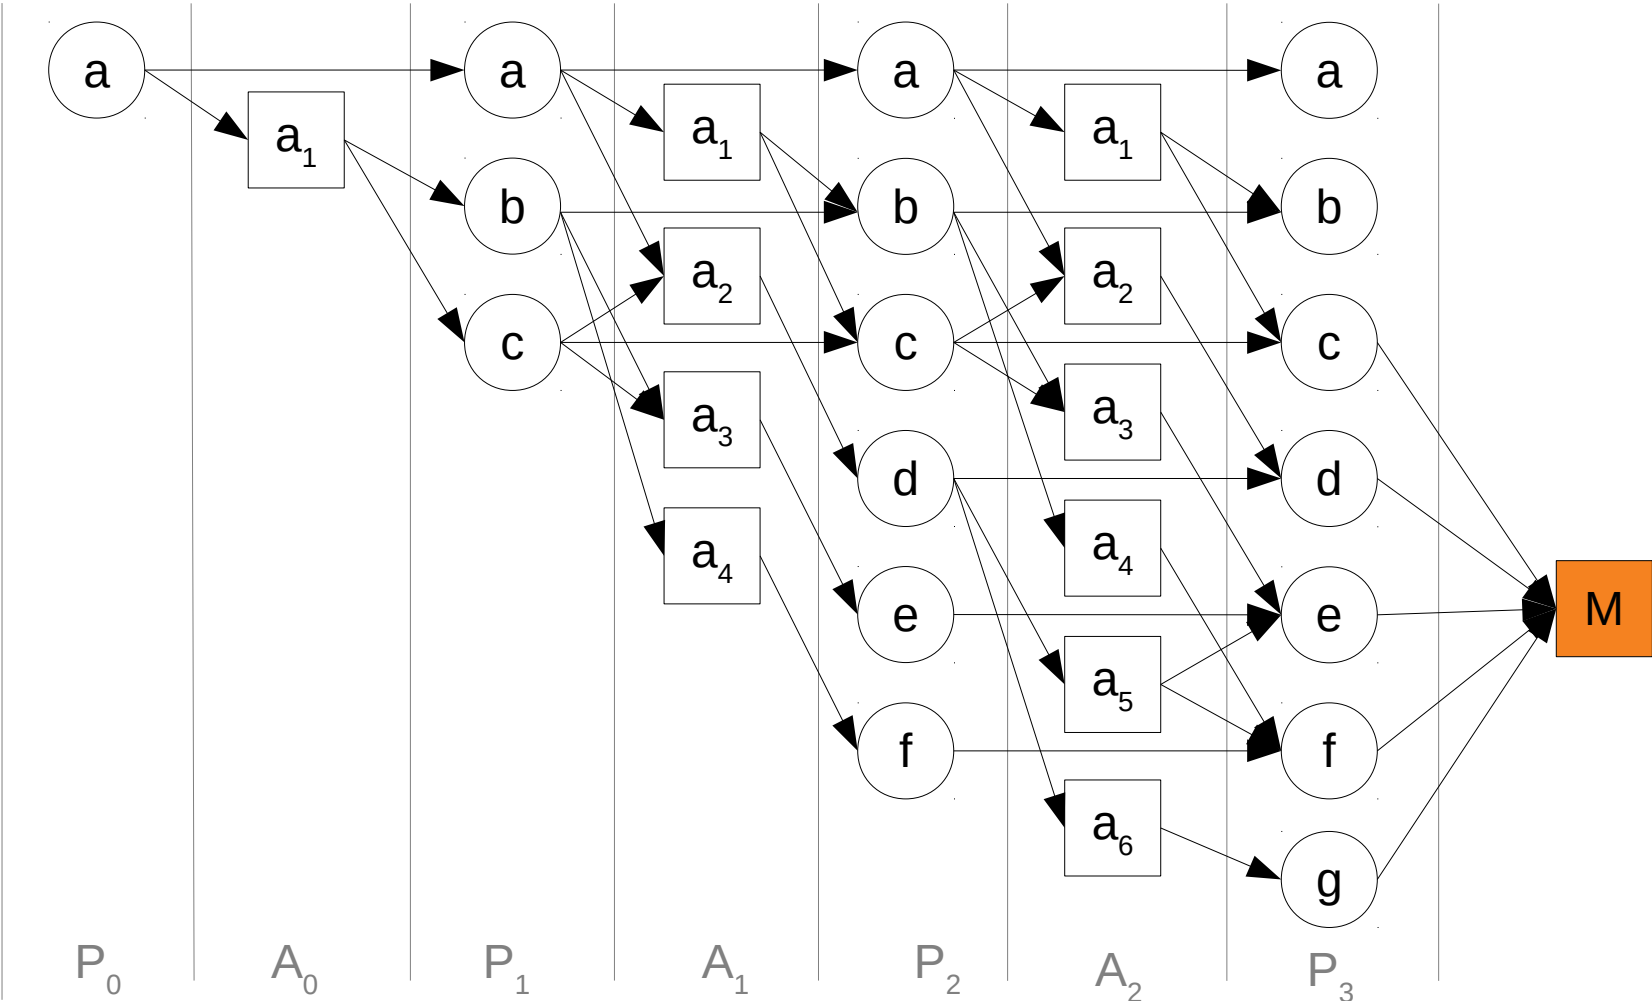 a a a a
a₁ a₁ a₁
b b b
a₂ a₂
c c c
a₃ a₃
d d
a₄ a₄
e e M
a₅
f f
a₆
g
P₀ A₀ P₁ A₁ P₂ A₂ P₃